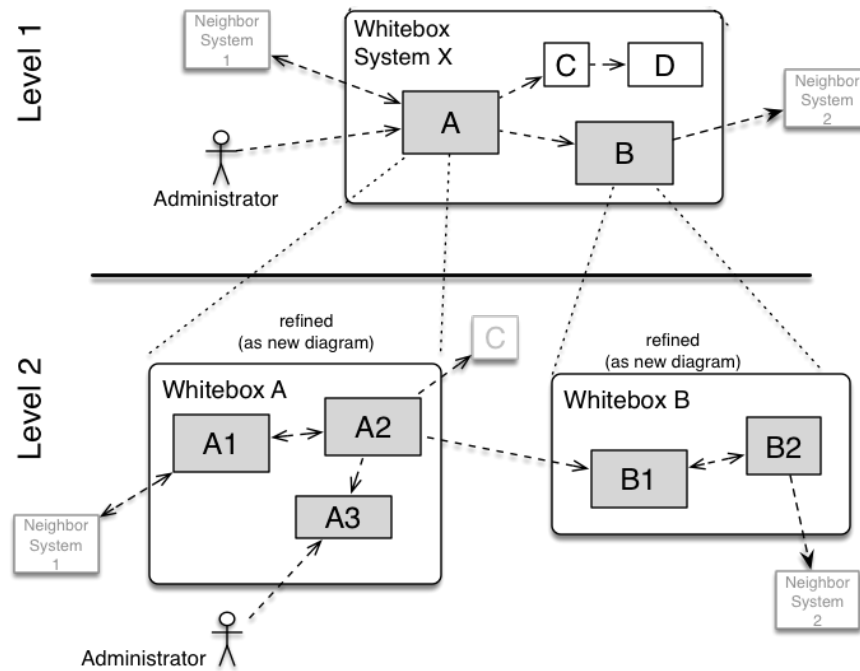 Level 1
Neighbor
System
1
Whitebox
System X
C
D
A
B
Neighbor
System
2
Administrator
Level 2
refined
(as new diagram)
C
refined
(as new diagram)
Whitebox A
A1
A2
A3
Whitebox B
B1
B2
Neighbor
System
1
Neighbor
System
2
Administrator